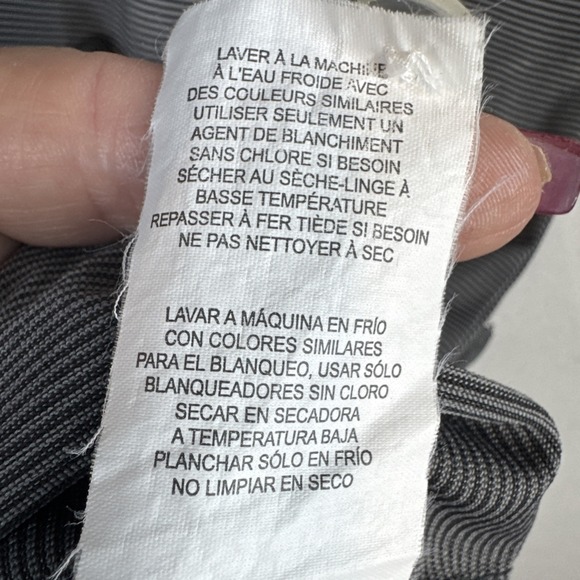 LAVER À LA MACHINE
À L'EAU FROIDE AVEC
DES COULEURS SIMILAIRES
UTILISER SEULEMENT UN
AGENT DE BLANCHIMENT
SANS CHLORE SI BESOIN
SÉCHER AU SÈCHE-LINGE À
BASSE TEMPÉRATURE
REPASSER À FER TIÈDE SI BESOIN
NE PAS NETTOYER À SEC
LAVAR A MÁQUINA EN FRÍO
CON COLORES SIMILARES
PARA EL BLANQUEO, USAR SÓLO
BLANQUEADORES SIN CLORO
SECAR EN SECADORA
A TEMPERATURA BAJA
PLANCHAR SÓLO EN FRÍO
NO LIMPIAR EN SECO